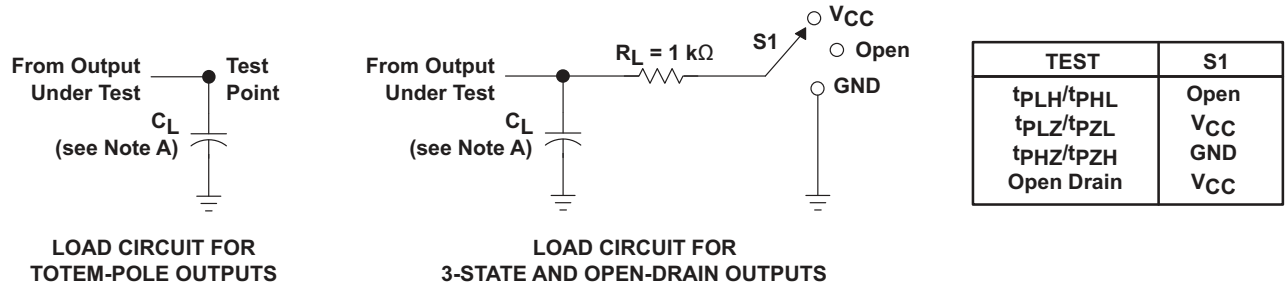 From Output
Under Test
Test
Point
CL
(see Note A)
LOAD CIRCUIT FOR
TOTEM-POLE OUTPUTS
From Output
Under Test
RL = 1 kΩ
S1
VCC
Open
GND
CL
(see Note A)
LOAD CIRCUIT FOR
3-STATE AND OPEN-DRAIN OUTPUTS
TEST S1
tPLH/tPHL Open
tPLZ/tPZL VCC
tPHZ/tPZH GND
Open Drain VCC